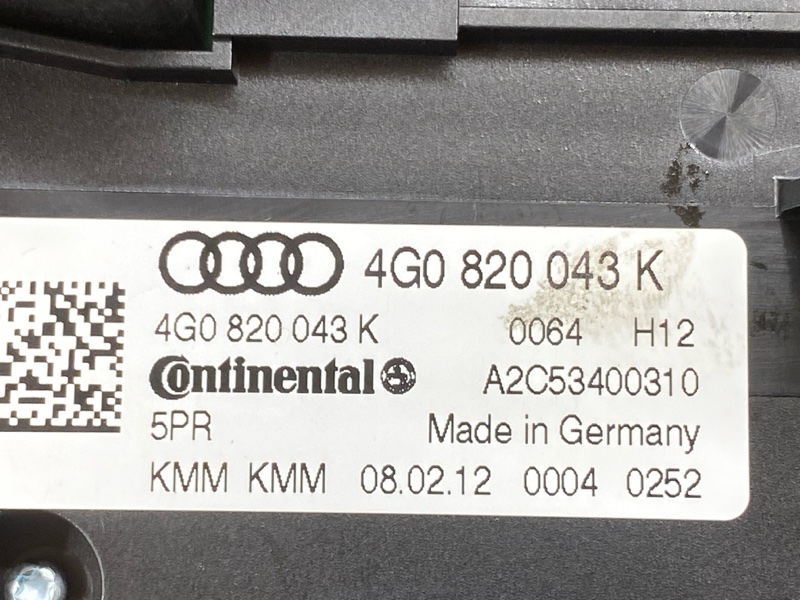 4G0 820 043 K
4G0 820 043 K 0064 H12
Continental A2C53400310
5PR Made in Germany
KMM KMM 08.02.12 0004 0252